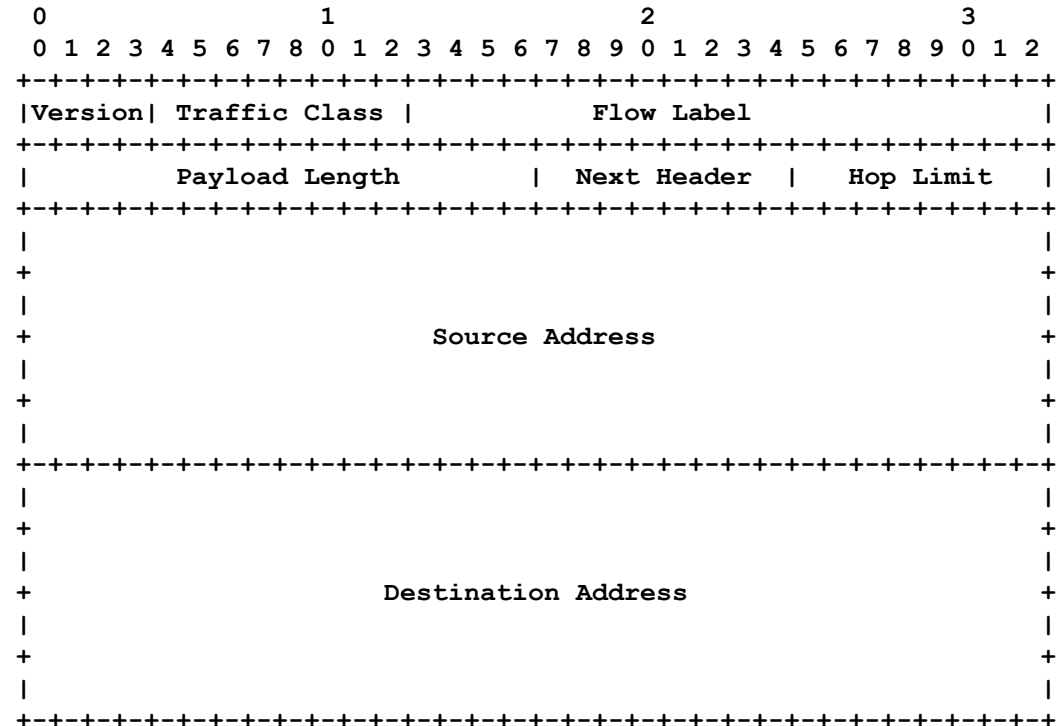 0                 1                   2                   3
 0 1 2 3 4 5 6 7 8 0 1 2 3 4 5 6 7 8 9 0 1 2 3 4 5 6 7 8 9 0 1 2
+-+-+-+-+-+-+-+-+-+-+-+-+-+-+-+-+-+-+-+-+-+-+-+-+-+-+-+-+-+-+-+-+
|Version| Traffic Class |           Flow Label                  |
+-+-+-+-+-+-+-+-+-+-+-+-+-+-+-+-+-+-+-+-+-+-+-+-+-+-+-+-+-+-+-+-+
|         Payload Length        |  Next Header  |   Hop Limit   |
+-+-+-+-+-+-+-+-+-+-+-+-+-+-+-+-+-+-+-+-+-+-+-+-+-+-+-+-+-+-+-+-+
|                                                               |
+                                                               +
|                                                               |
+                         Source Address                        +
|                                                               |
+                                                               +
|                                                               |
+-+-+-+-+-+-+-+-+-+-+-+-+-+-+-+-+-+-+-+-+-+-+-+-+-+-+-+-+-+-+-+-+
|                                                               |
+                                                               +
|                                                               |
+                      Destination Address                      +
|                                                               |
+                                                               +
|                                                               |
+-+-+-+-+-+-+-+-+-+-+-+-+-+-+-+-+-+-+-+-+-+-+-+-+-+-+-+-+-+-+-+-+